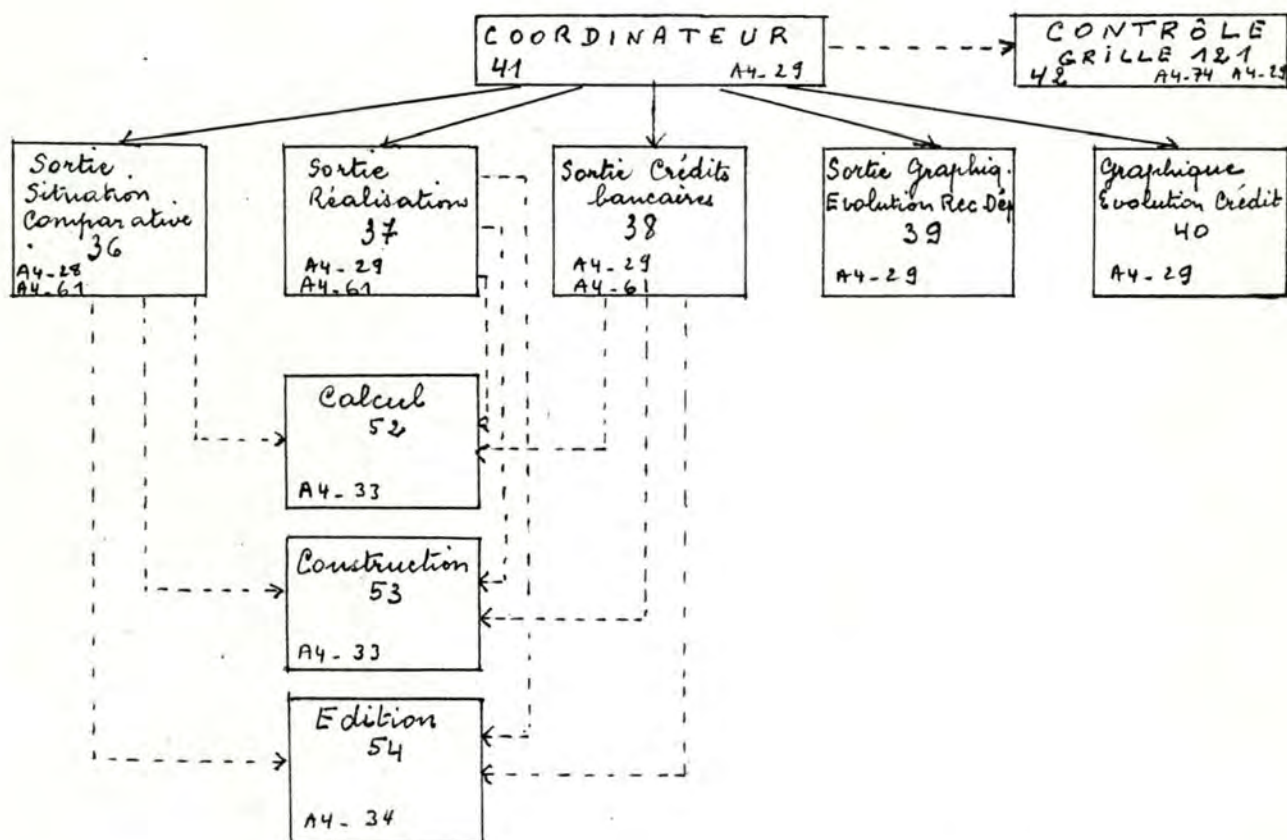 COORDINATEUR
41 A4-29
CONTRÔLE
GRILLE 121
42 A4-74 A4-29
Sortie
Situation
Comparative
36
A4-28
A4-61
Sortie
Réalisations
37
A4-29
A4-61
Sortie Crédits
bancaires
38
A4-29
A4-61
Sortie Graphiq.
Evolution Rec Dép
39
A4-29
Graphique
Evolution Crédit
40
A4-29
Calcul
52
A4-33
Construction
53
A4-33
Edition
54
A4-34